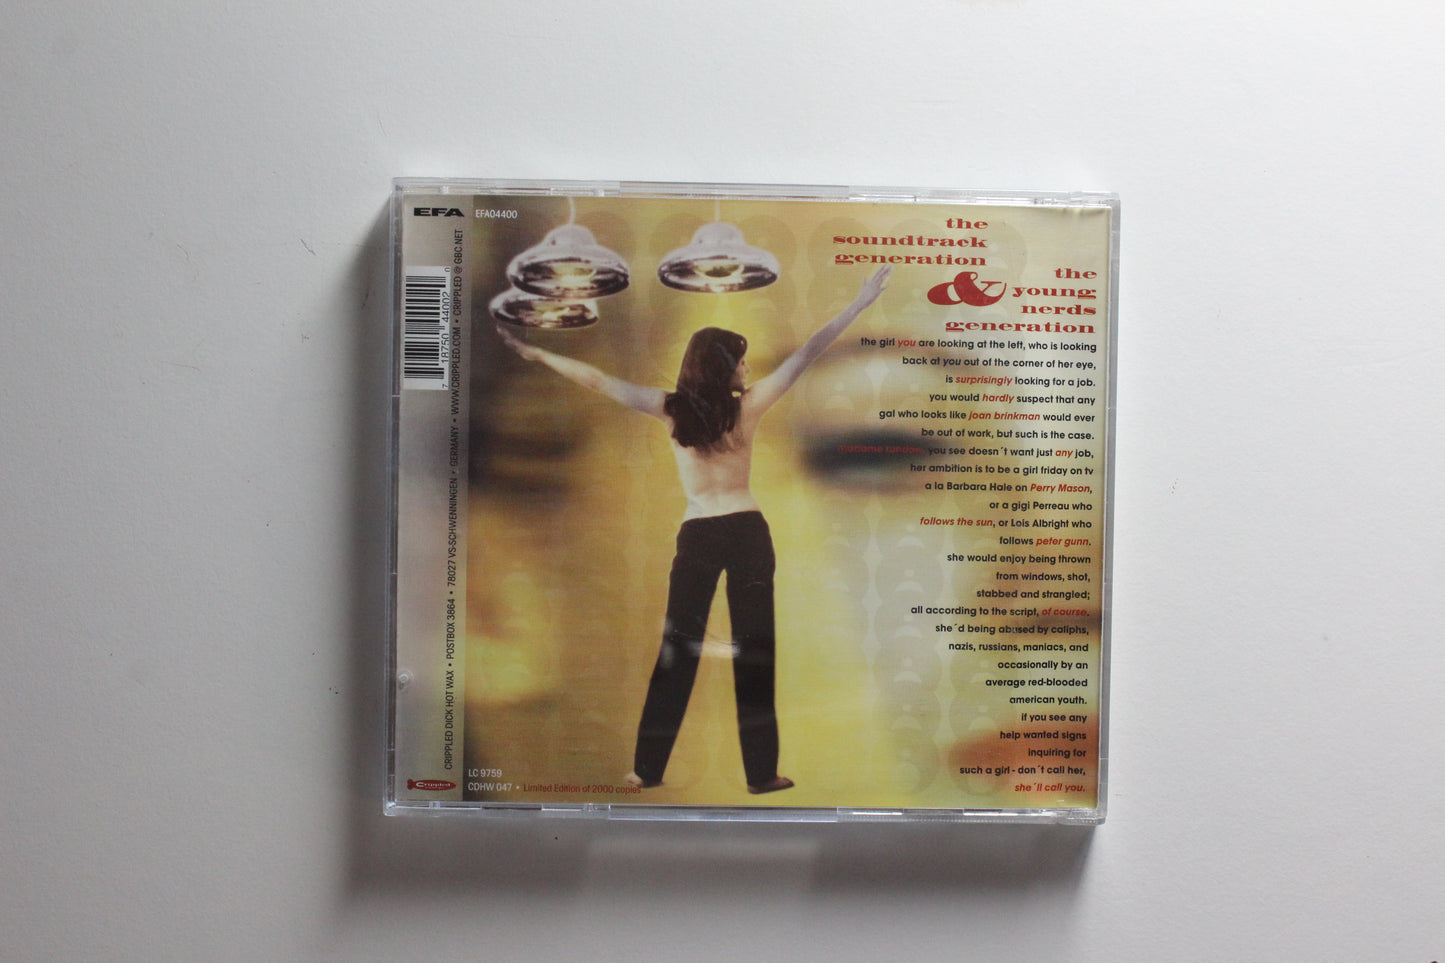 EFA
EFA04400
7 18750 44002 0
CRIPPLED DICK HOT WAX • POSTBOX 3864 • 78027 VS-SCHWENNINGEN • GERMANY • WWW.CRIPPLED.COM • CRIPPLED @ GBC.NET
Crippled
LC 9759
CDHW 047 • Limited Edition of 2000 copies
the
soundtrack
generation
&
the
young
nerds
generation
the girl you are looking at the left, who is looking
back at you out of the corner of her eye,
is surprisingly looking for a job.
you would hardly suspect that any
gal who looks like joan brinkman would ever
be out of work, but such is the case.
madame rundon, you see doesn´t want just any job,
her ambition is to be a girl friday on tv
a la Barbara Hale on Perry Mason,
or a gigi Perreau who
follows the sun, or Lois Albright who
follows peter gunn.
she would enjoy being thrown
from windows, shot,
stabbed and strangled;
all according to the script, of course.
she´d being abused by caliphs,
nazis, russians, maniacs, and
occasionally by an
average red-blooded
american youth.
if you see any
help wanted signs
inquiring for
such a girl - don´t call her,
she´ll call you.